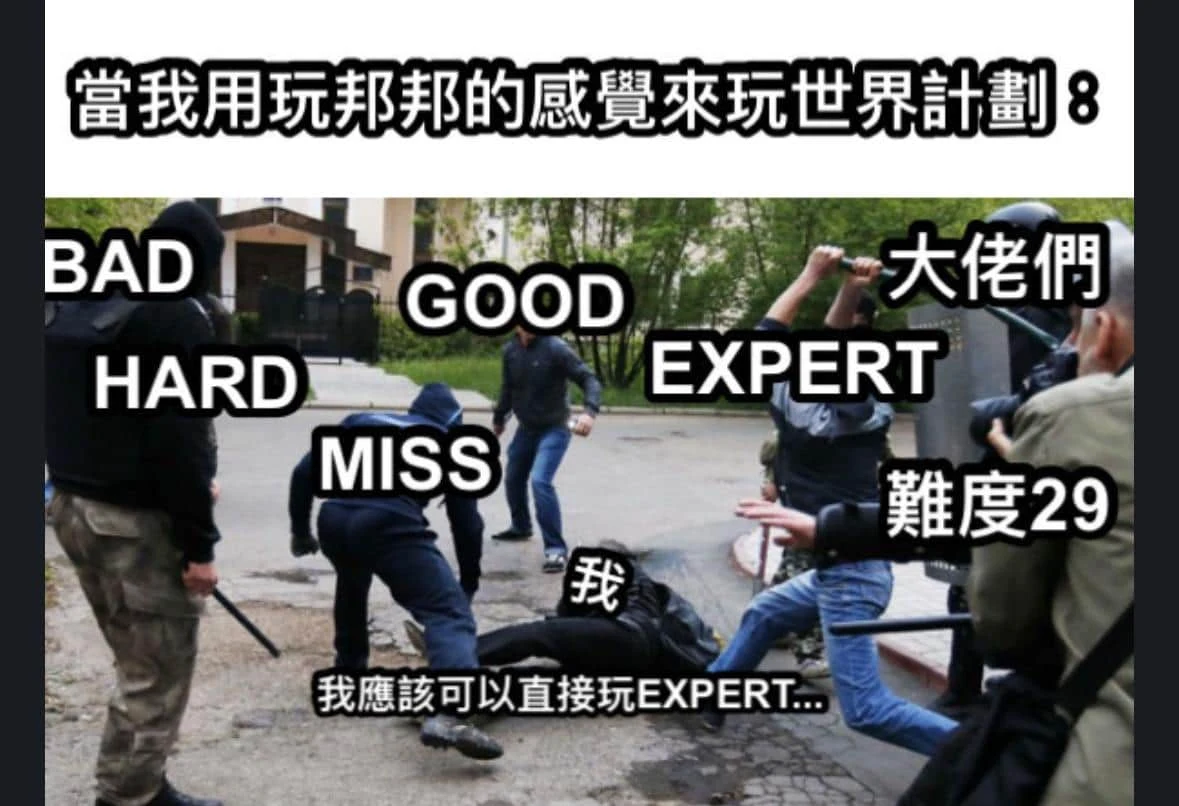 當我用玩邦邦的感覺來玩世界計劃：
BAD
大佬們
GOOD
EXPERT
HARD
MISS
難度29
我
我應該可以直接玩EXPERT...